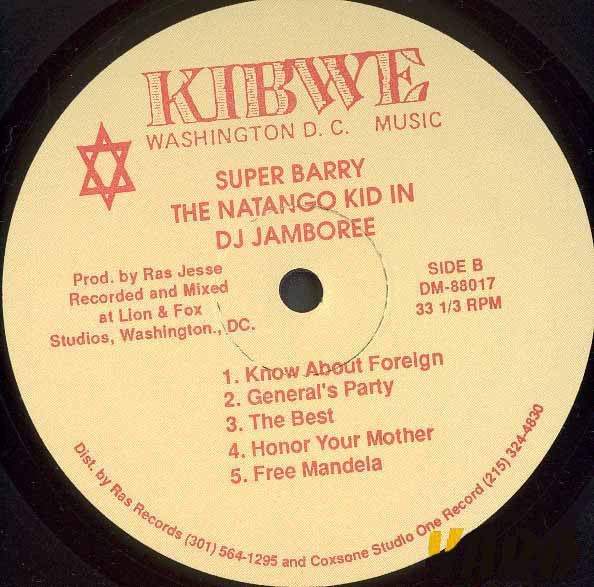 KIBWE
WASHINGTON D. C. MUSIC
SUPER BARRY
THE NATANGO KID IN
DJ JAMBOREE
Prod. by Ras Jesse
Recorded and Mixed
at Lion & Fox
Studios, Washington., DC.
SIDE B
DM-88017
33 1/3 RPM
1. Know About Foreign
2. General's Party
3. The Best
4. Honor Your Mother
5. Free Mandela
Dist. by Ras Records (301) 564-1295 and Coxsone Studio One Record (215) 324-4830